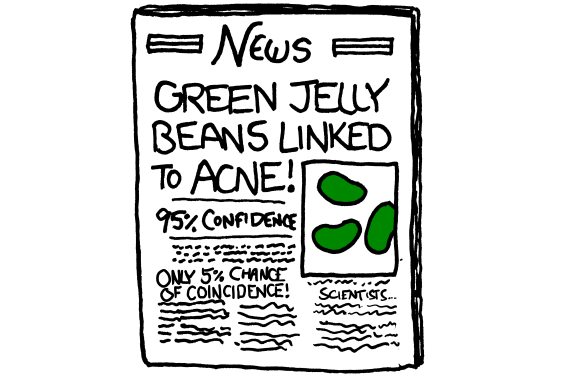 News
GREEN JELLY
BEANS LINKED
TO ACNE!
95% CONFIDENCE
ONLY 5% CHANCE
OF COINCIDENCE!
SCIENTISTS...